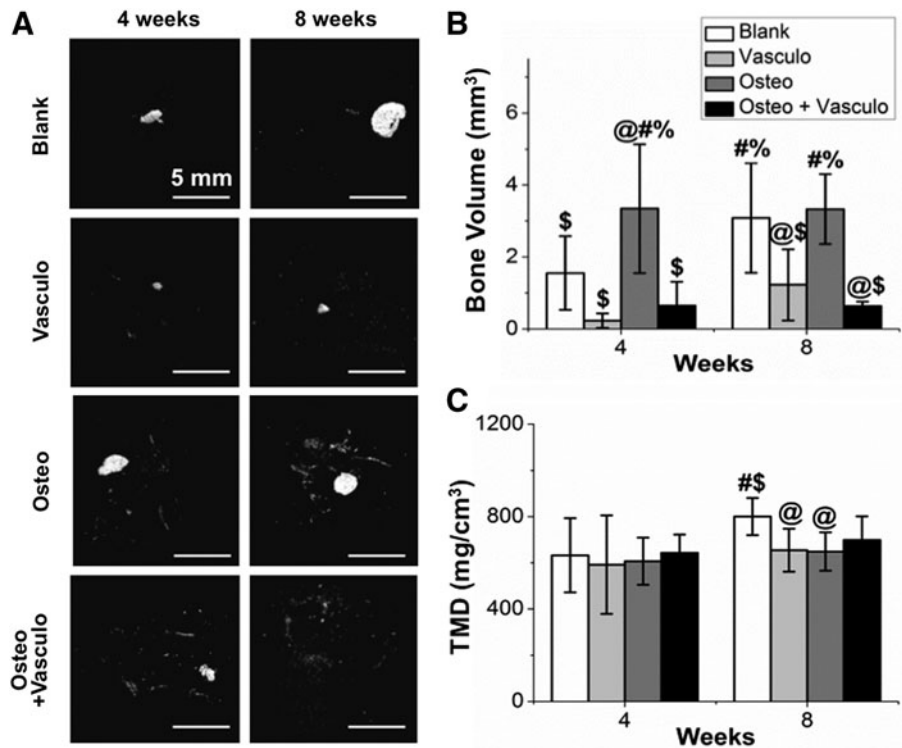 A
4 weeks
8 weeks
Blank
5 mm
Vasculo
Osteo
Osteo
+Vasculo
B
Blank
Vasculo
Osteo
Osteo + Vasculo
Bone Volume (mm³)
6
4
2
0
$
$
@#%
$
#%
@$
#%
@$
4
8
Weeks
C
TMD (mg/cm³)
1200
800
400
0
#$
@
@
4
8
Weeks